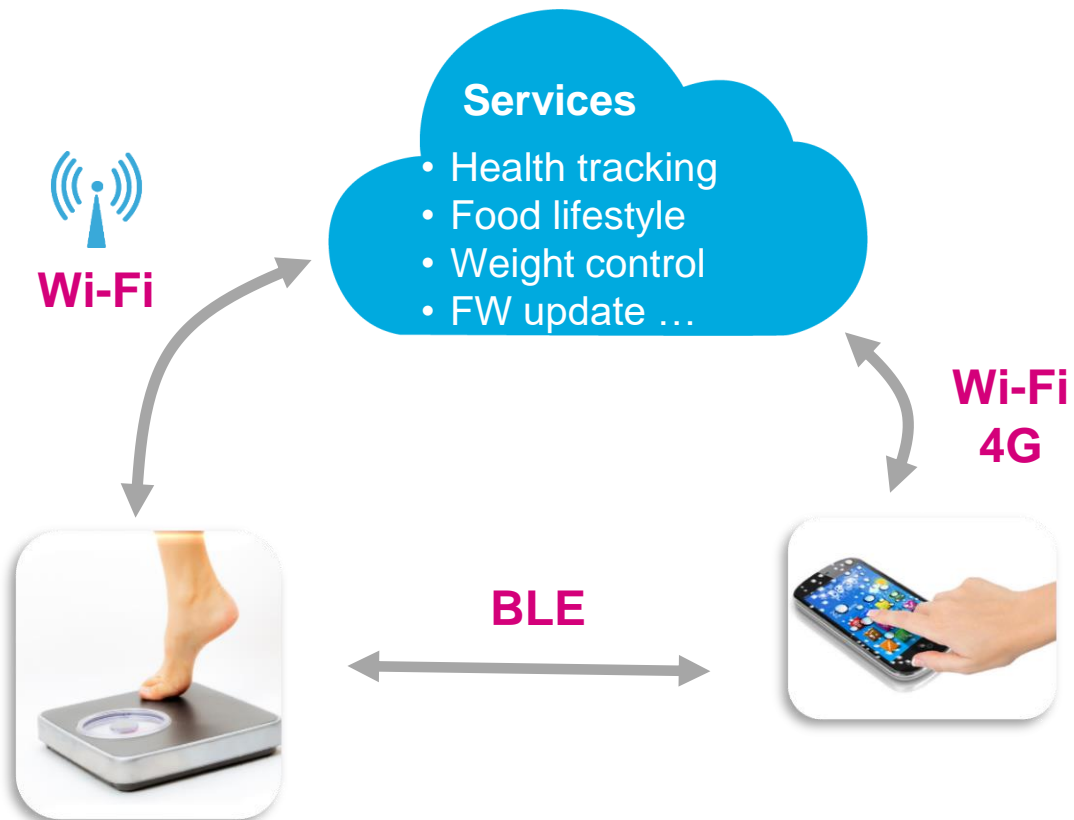 Services
• Health tracking
• Food lifestyle
• Weight control
• FW update …
Wi-Fi
Wi-Fi
4G
BLE